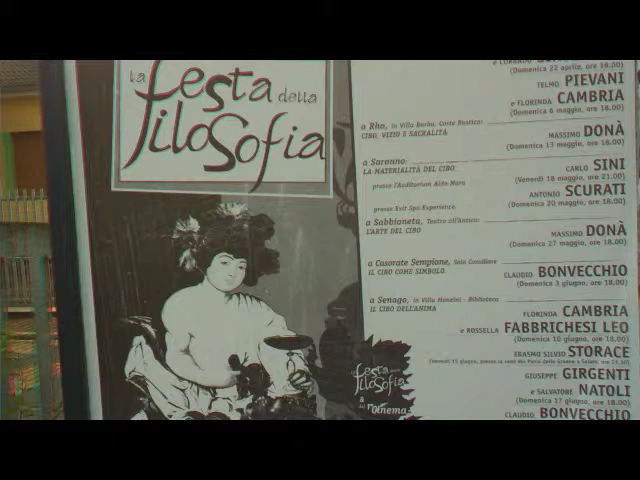 La
festa della
filosofia
(Domenica 22 aprile, ore 18.00)
TELMO PIEVANI
e FLORINDA CAMBRIA
(Domenica 6 maggio, ore 18.00)
a Rho, in Villa Burba, Corte Rustica:
CIBO, VIZIO E SACRALITÀ
MASSIMO DONÀ
(Domenica 13 maggio, ore 18.00)
a Saronno:
LA MATERIALITÀ DEL CIBO
CARLO SINI
presso l'Auditorium Aldo Moro
(Venerdì 18 maggio, ore 21.00)
ANTONIO SCURATI
presso Exit Spa Experience
(Domenica 20 maggio, ore 18.00)
a Sabbioneta, Teatro all'Antica:
L'ARTE DEL CIBO
MASSIMO DONÀ
(Domenica 27 maggio, ore 18.00)
a Casorate Sempione, Sala Consiliare
IL CIBO COME SIMBOLO
CLAUDIO BONVECCHIO
(Domenica 3 giugno, ore 18.00)
a Senago, in Villa Monzini - Biblioteca
IL CIBO DELL'ANIMA
FLORINDA CAMBRIA
e ROSSELLA FABBRICHESI LEO
(Domenica 10 giugno, ore 18.00)
ERASMO SILVIO STORACE
GIUSEPPE GIRGENTI
e SALVATORE NATOLI
(Domenica 17 giugno, ore 18.00)
CLAUDIO BONVECCHIO
festa della
filosofia
&
del cinema